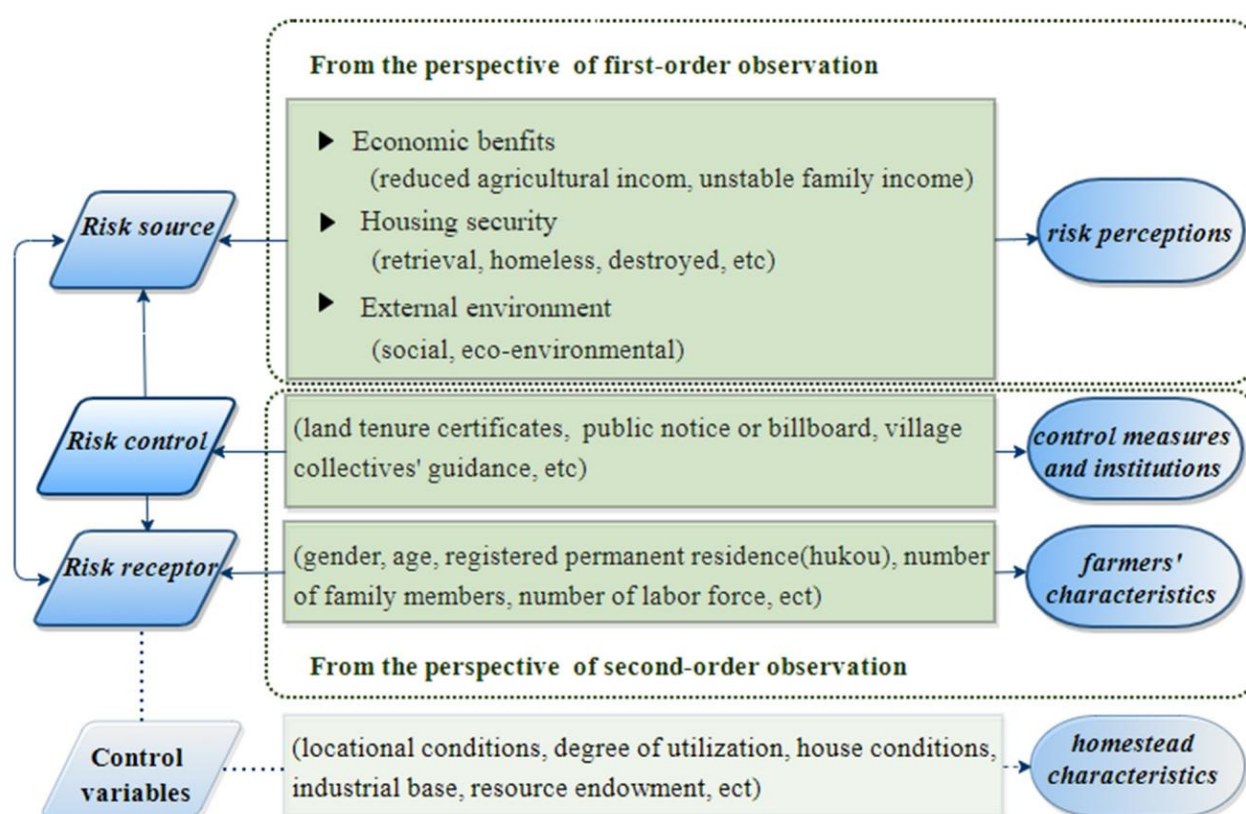 From the perspective of first-order observation
Economic benfits
(reduced agricultural incom, unstable family income)
Risk source
Housing security
risk perceptions
(retrieval, homeless, destroyed, etc)
External environment
(social, eco-environmental)
Risk control
(land tenure certificates, public notice or billboard, village
collectives' guidance, etc)
control measures
and institutions
Risk receptor
(gender, age, registered permanent residence(hukou), number
of family members, number of labor force, ect)
farmers'
characteristics
From the perspective of second-order observation
Control
variables
(locational conditions, degree of utilization, house conditions,
industrial base, resource endowment, ect)
homestead
characteristics